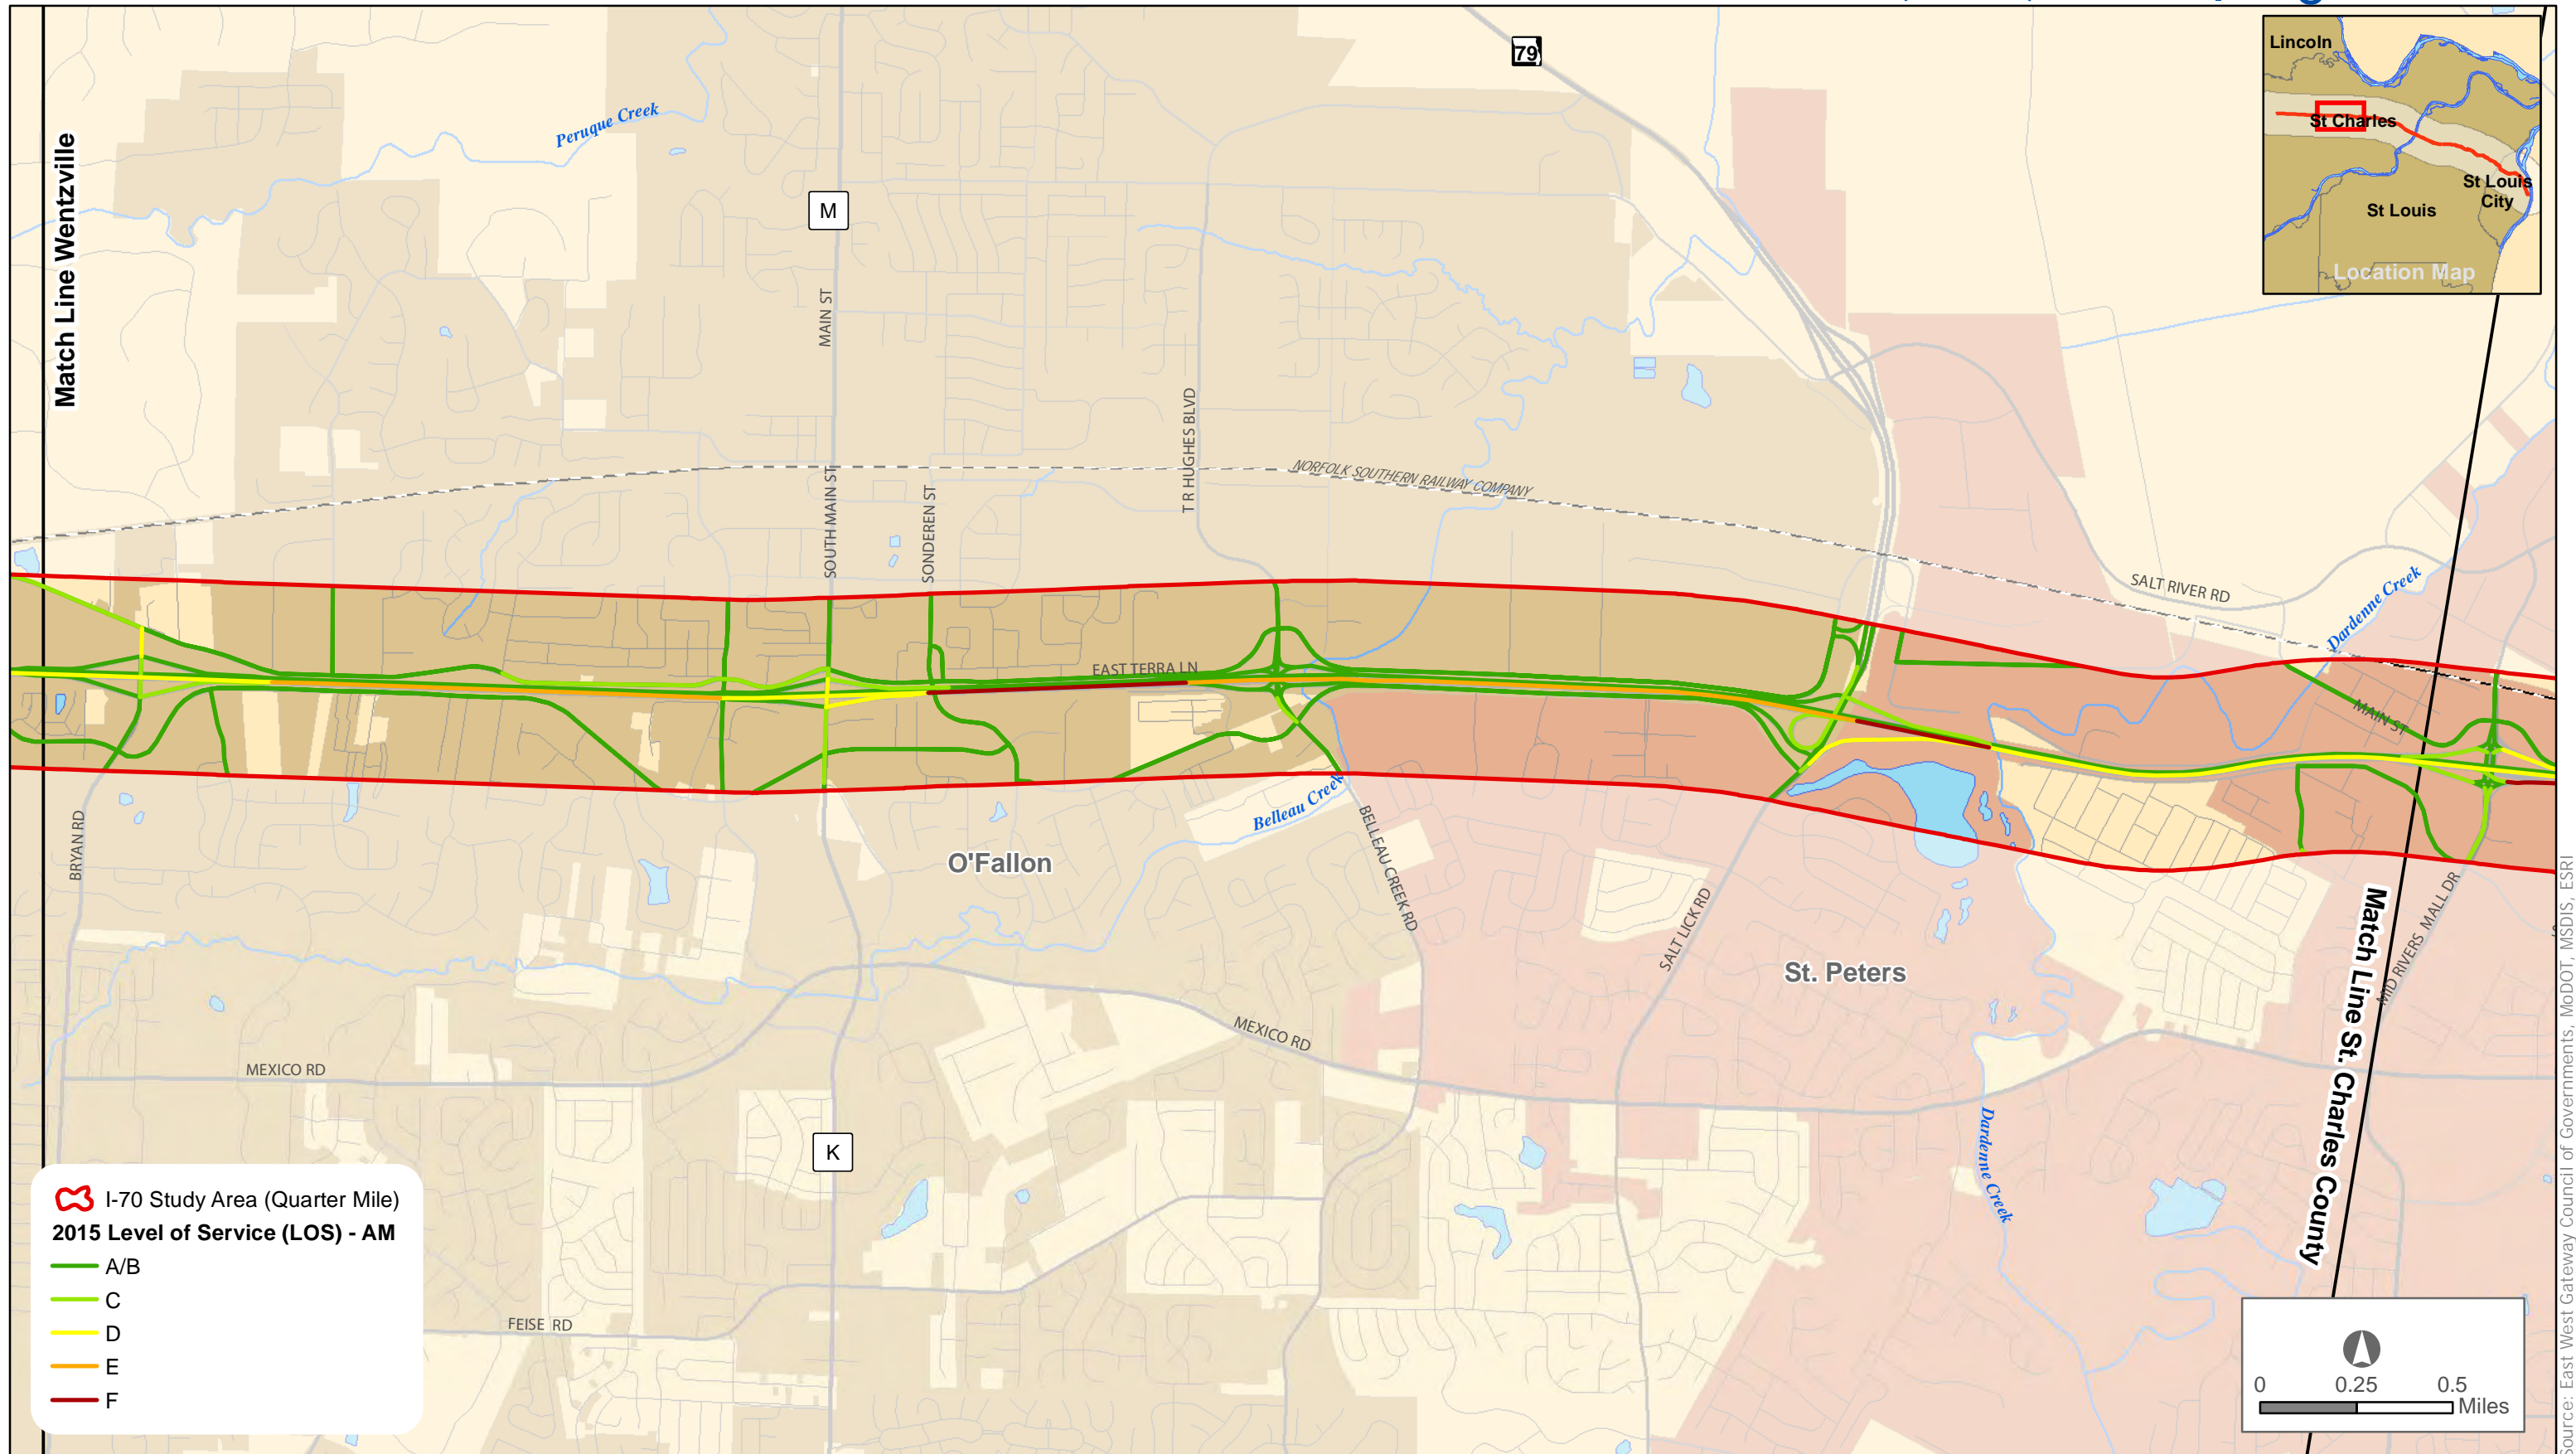 79
Lincoln
St Charles
St Louis
City
St Louis
Location Map
Match Line Wentzville
Peruque Creek
M
MAIN ST
T R HUGHES BLVD
NORFOLK SOUTHERN RAILWAY COMPANY
SOUTH MAIN ST
SONDEREN ST
SALT RIVER RD
Dardenne Creek
EAST TERRA LN
MAIN ST
Belleau Creek
BRYAN RD
BELLEAU CREEK RD
O'Fallon
SALT LICK RD
St. Peters
MID RIVERS MALL DR
Match Line St. Charles County
MEXICO RD
MEXICO RD
K
Dardenne Creek
FEISE RD
I-70 Study Area (Quarter Mile)
2015 Level of Service (LOS) - AM
A/B
C
D
E
F
0 0.25 0.5
Miles
Source: East West Gateway Council of Governments, MoDOT, MSDIS, ESRI